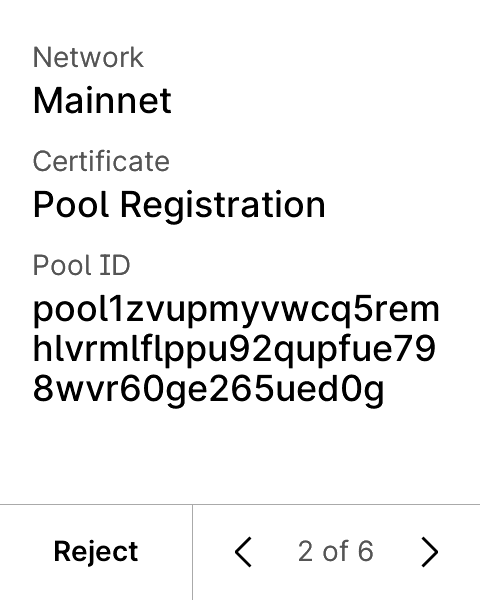 Network
Mainnet
Certificate
Pool Registration
Pool ID
pool1zvupmyvwcq5rem
hlvrmlflppu92qupfue79
8wvr60ge265ued0g
Reject
2 of 6